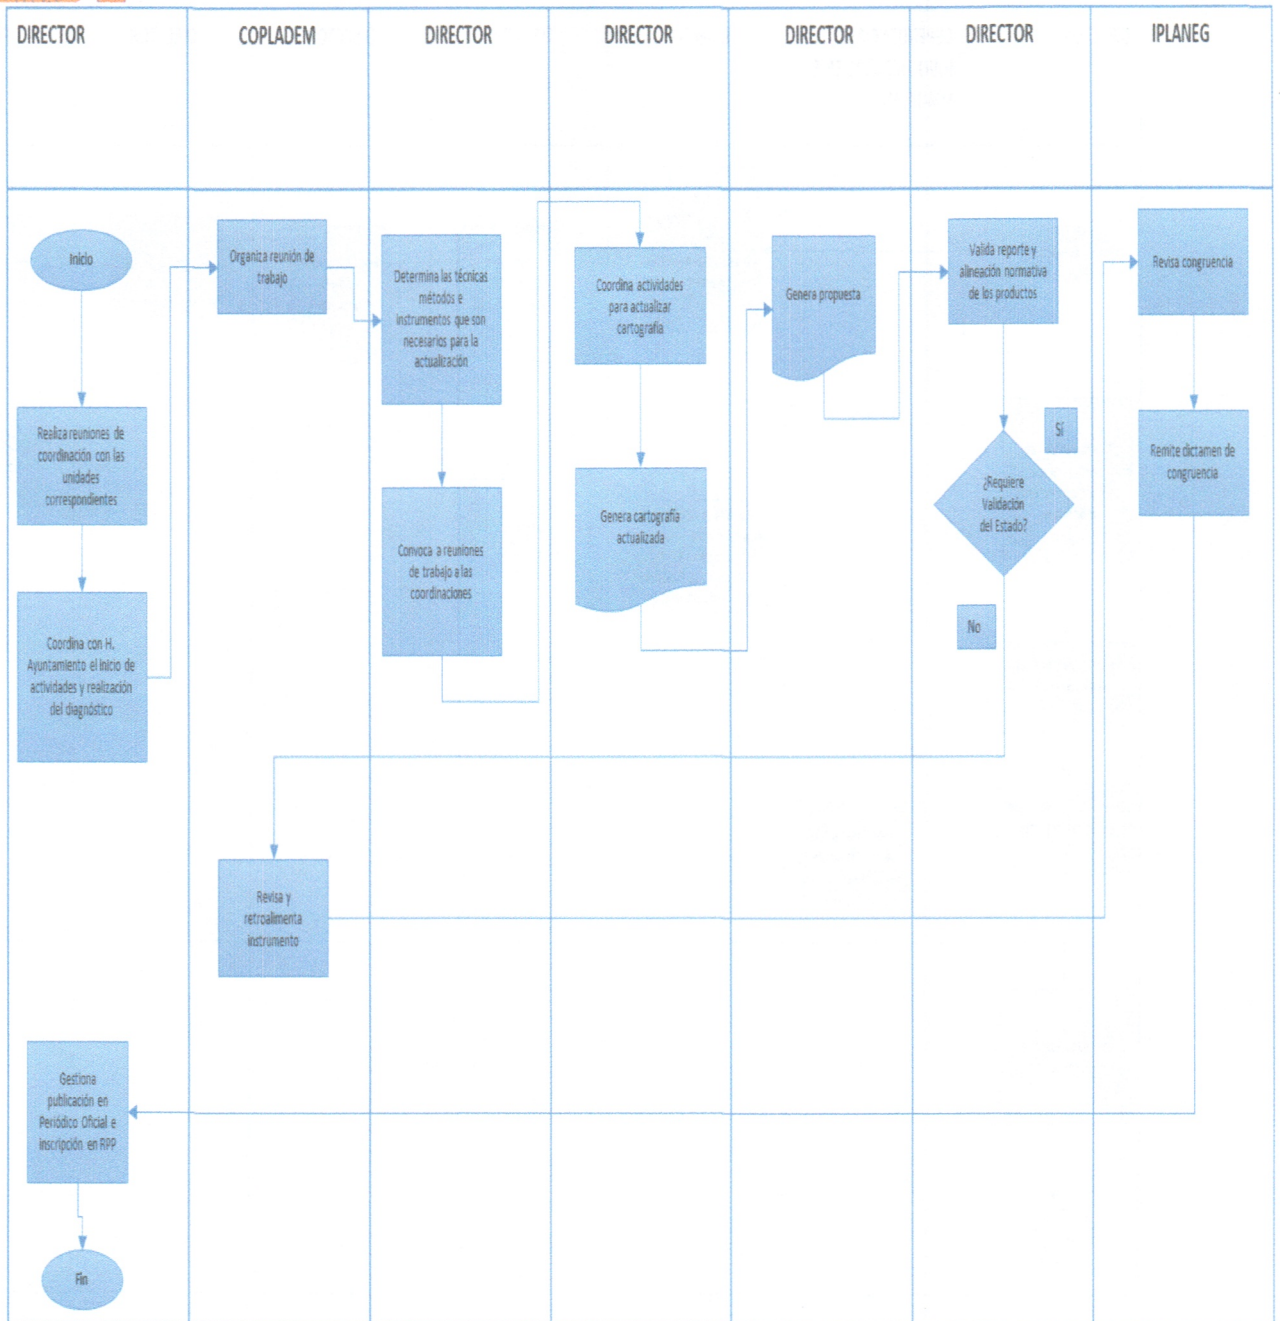 DIRECTOR
COPLADEM
DIRECTOR
DIRECTOR
DIRECTOR
DIRECTOR
IPLANEG
Inicio
Realiza reuniones de
coordinación con las
unidades
correspondientes
Coordina con H.
Ayuntamiento el inicio de
actividades y realización
del diagnóstico
Organiza reunión de
trabajo
Determina las técnicas
métodos e
instrumentos que son
necesarios para la
actualización
Convoca a reuniones
de trabajo a las
coordinaciones
Coordina actividades
para actualizar
cartografía
Genera cartografía
actualizada
Genera propuesta
Valida reporte y
alineación normativa
de los productos
¿Requiere
Validación
del Estado?
Sí
No
Revisa congruencia
Remite dictamen de
congruencia
Revisa y
retroalimenta
instrumento
Gestiona
publicación en
Periódico Oficial e
inscripción en RPP
Fin